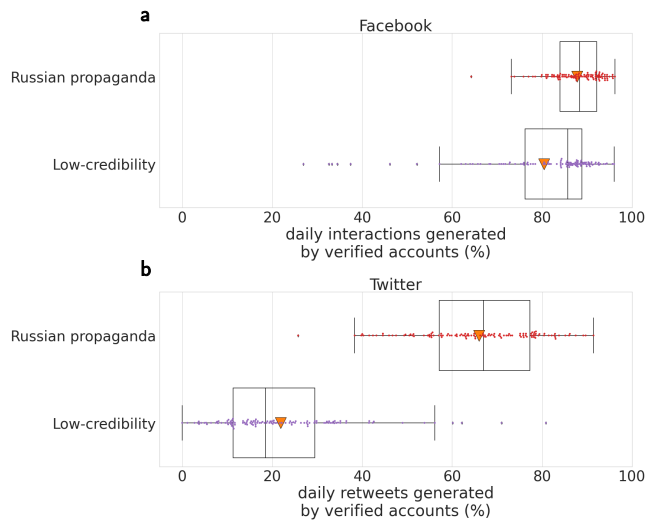 a
Facebook
Russian propaganda
Low-credibility
0 20 40 60 80 100
daily interactions generated
by verified accounts (%)
b
Twitter
Russian propaganda
Low-credibility
0 20 40 60 80 100
daily retweets generated
by verified accounts (%)